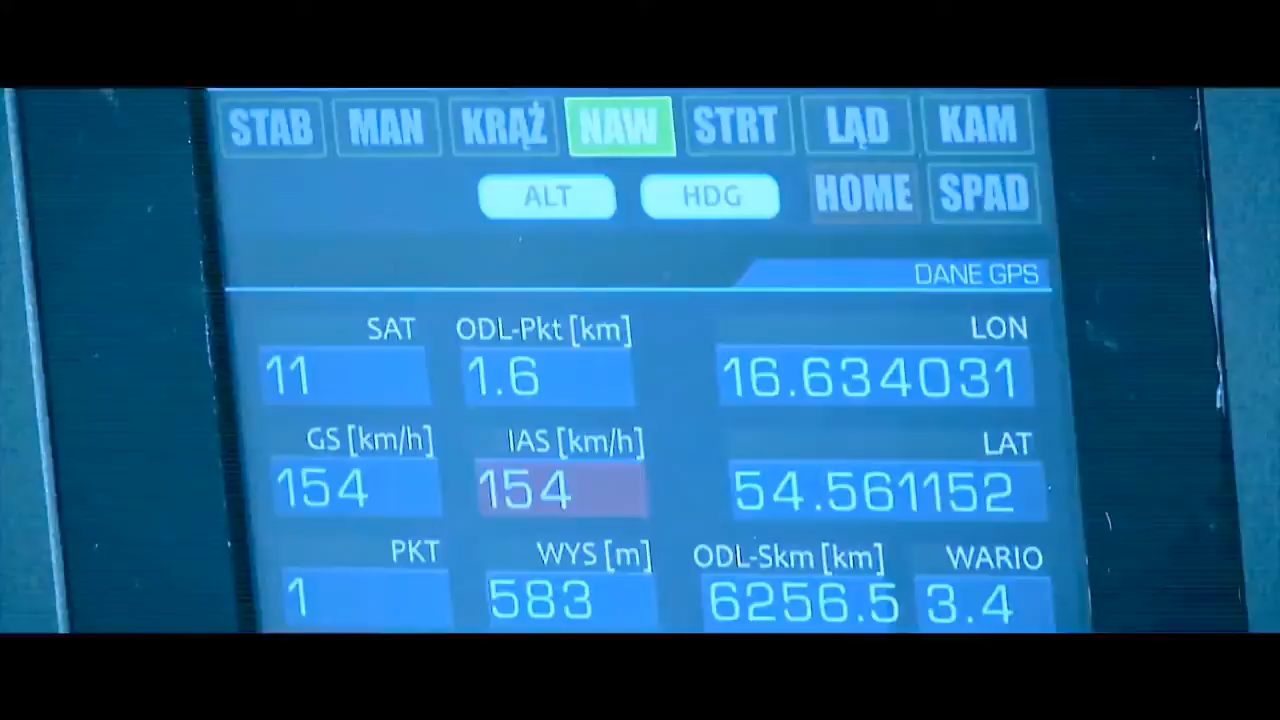 STAB MAN KRĄŻ NAW STRT LĄD KAM
ALT HDG HOME SPAD
DANE GPS
SAT ODL-Pkt [km] LON
11 1.6 16.634031
GS [km/h] IAS [km/h] LAT
154 154 54.561152
PKT WYS [m] ODL-Skm [km] WARIO
1 583 6256.5 3.4